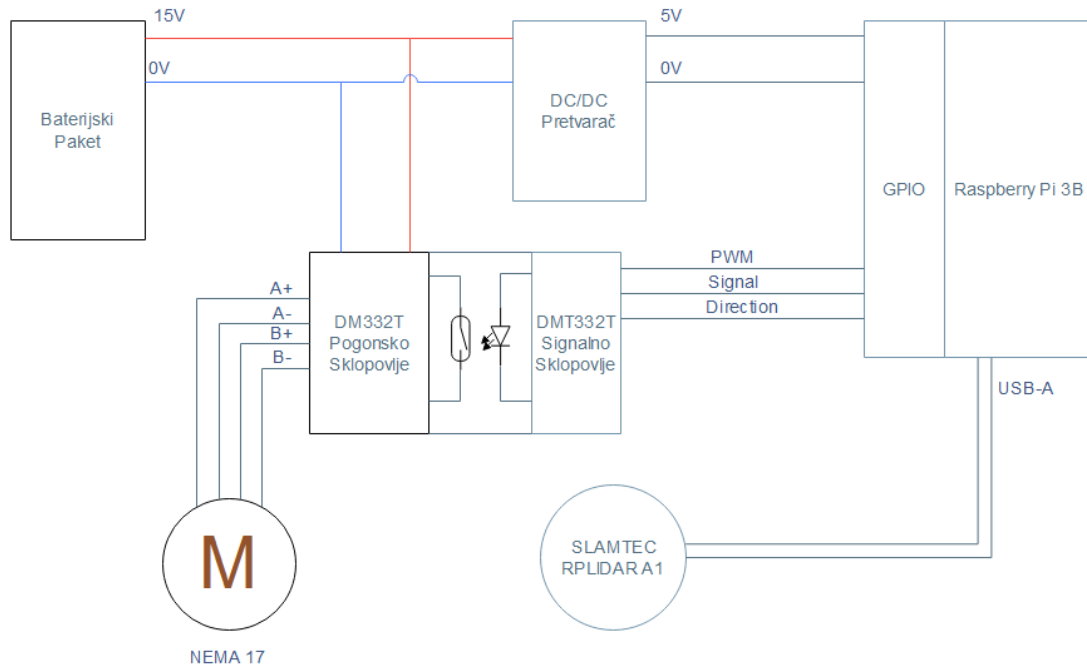 15V
5V
0V
0V
Baterijski
Paket
DC/DC
Pretvarač
GPIO
Raspberry Pi 3B
PWM
Signal
Direction
A+
A-
B+
B-
DM332T
Pogonsko
Sklopovlje
DMT332T
Signalno
Sklopovlje
USB-A
M
SLAMTEC
RPLIDAR A1
NEMA 17